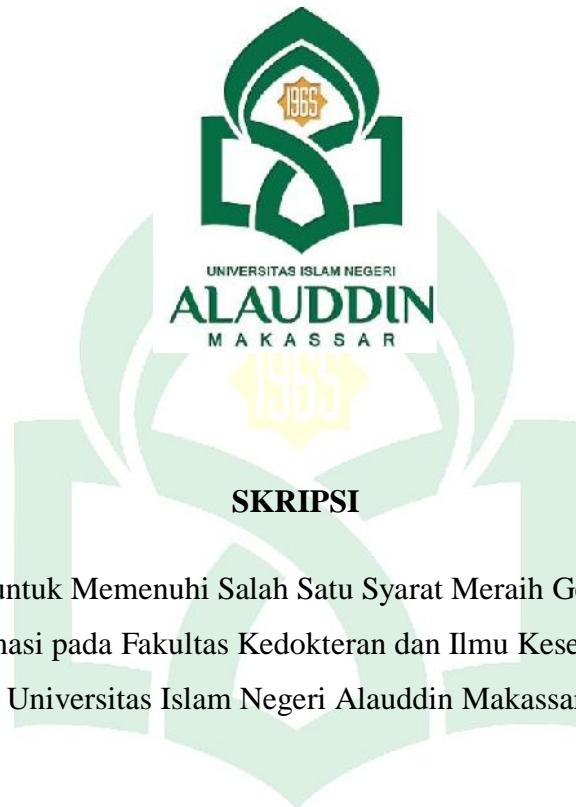 1965
UNIVERSITAS ISLAM NEGERI
ALAUDDIN
MAKASSAR
1965
SKRIPSI
untuk Memenuhi Salah Satu Syarat Meraih
pada Fakultas Kedokteran dan Ilmu
Universitas Islam Negeri Alauddin Makassar